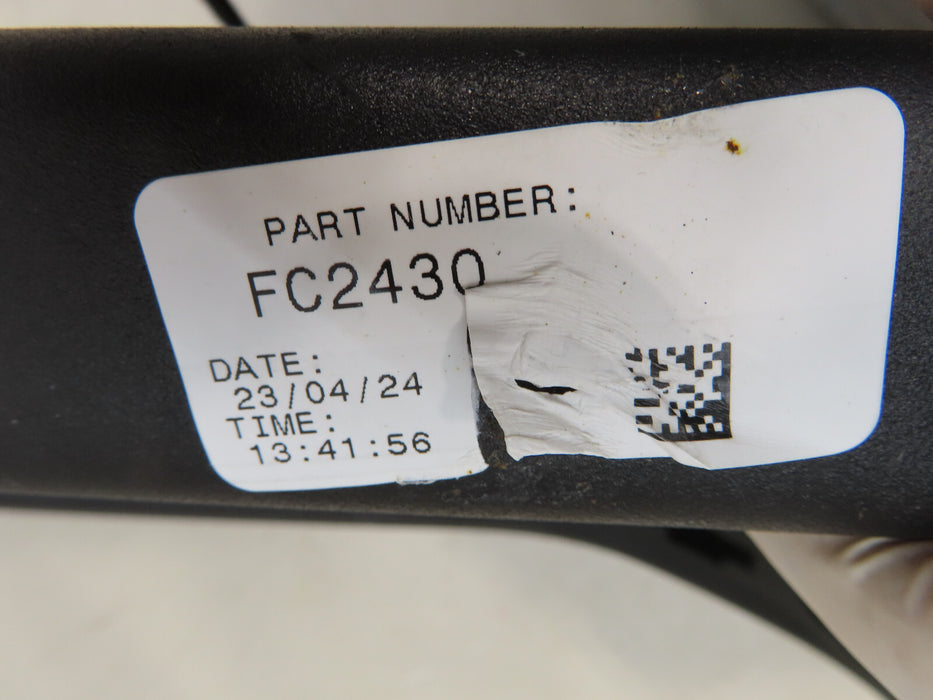 PART NUMBER:
FC2430
DATE:
23/04/24
TIME:
13:41:56